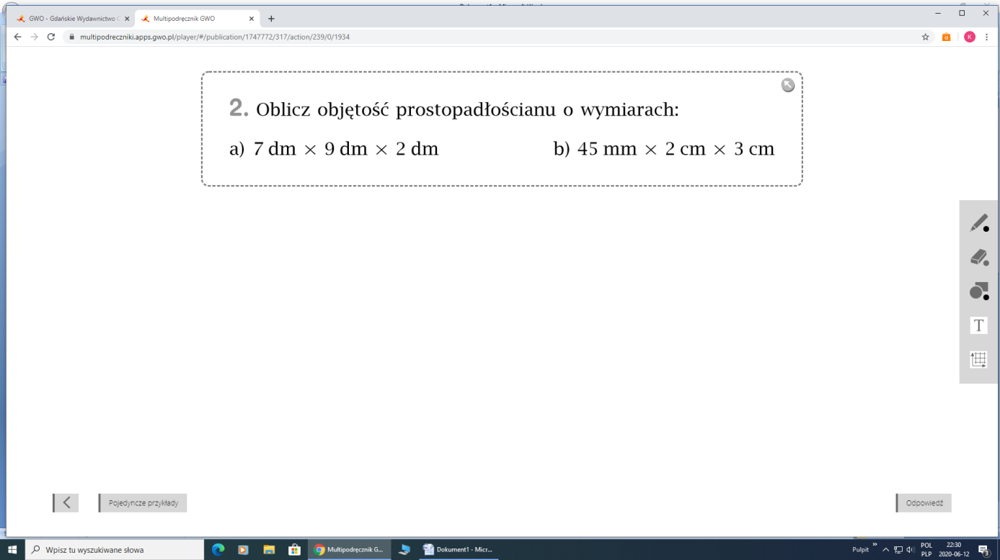 GWO - Gdańskie Wydawnictwo O
Multipodręcznik GWO
multipodreczniki.apps.gwo.pl/player/#/publication/1747772/317/action/239/0/1934
K
2. Oblicz objętość prostopadłościanu o wymiarach:
a) 7 dm × 9 dm × 2 dm
b) 45 mm × 2 cm × 3 cm
T
Pojedyncze przykłady
Odpowiedź
Wpisz tu wyszukiwane słowa
Multipodręcznik G...
Dokument1 - Micr...
Pulpit
POL
PLP
22:30
2020-06-12
3